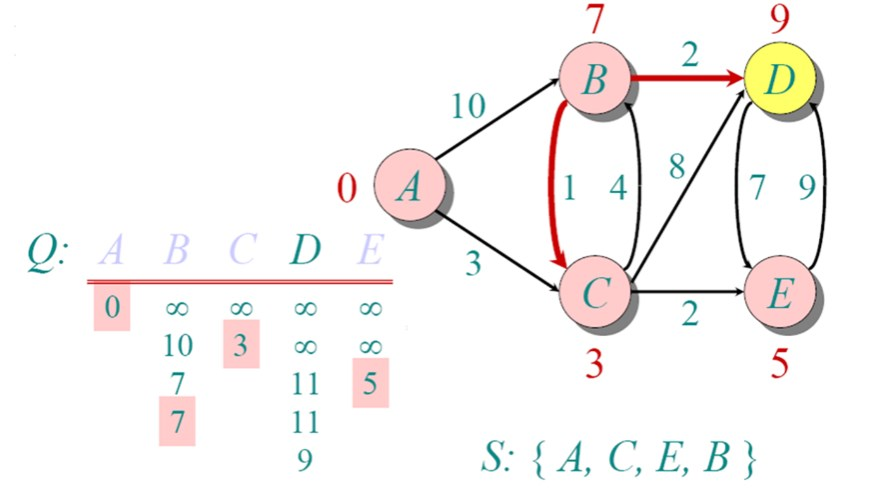 7 9
B 2 D
10
0 A 1 4 8 7 9
3
C 2 E
3 5
Q: A B C D E
0 ∞ ∞ ∞ ∞
10 3 ∞ ∞
7 11 5
7 11
9
S: { A, C, E, B }